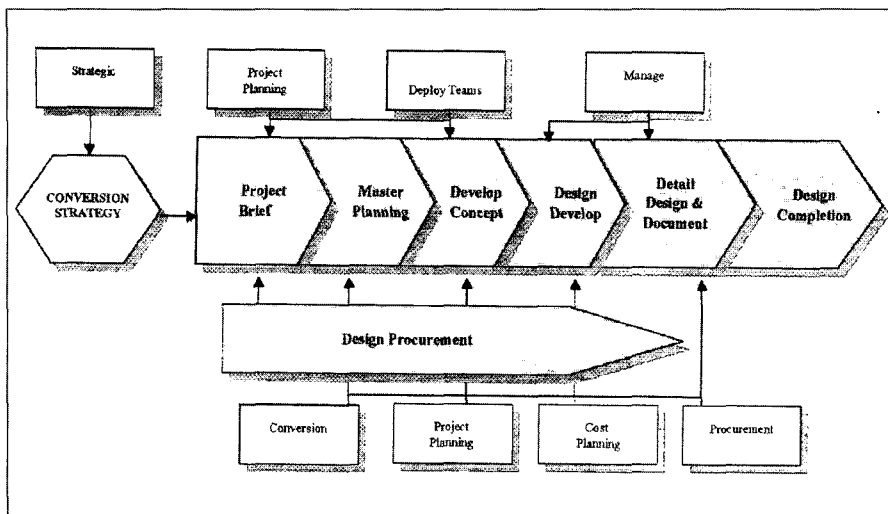 Strategic
Project
Planning
Deploy Teams
Manage
CONVERSION
STRATEGY
Project
Brief
Master
Planning
Develop
Concept
Design
Develop
Detail
Design &
Document
Design
Completion
Design Procurement
Conversion
Project
Planning
Cost
Planning
Procurement